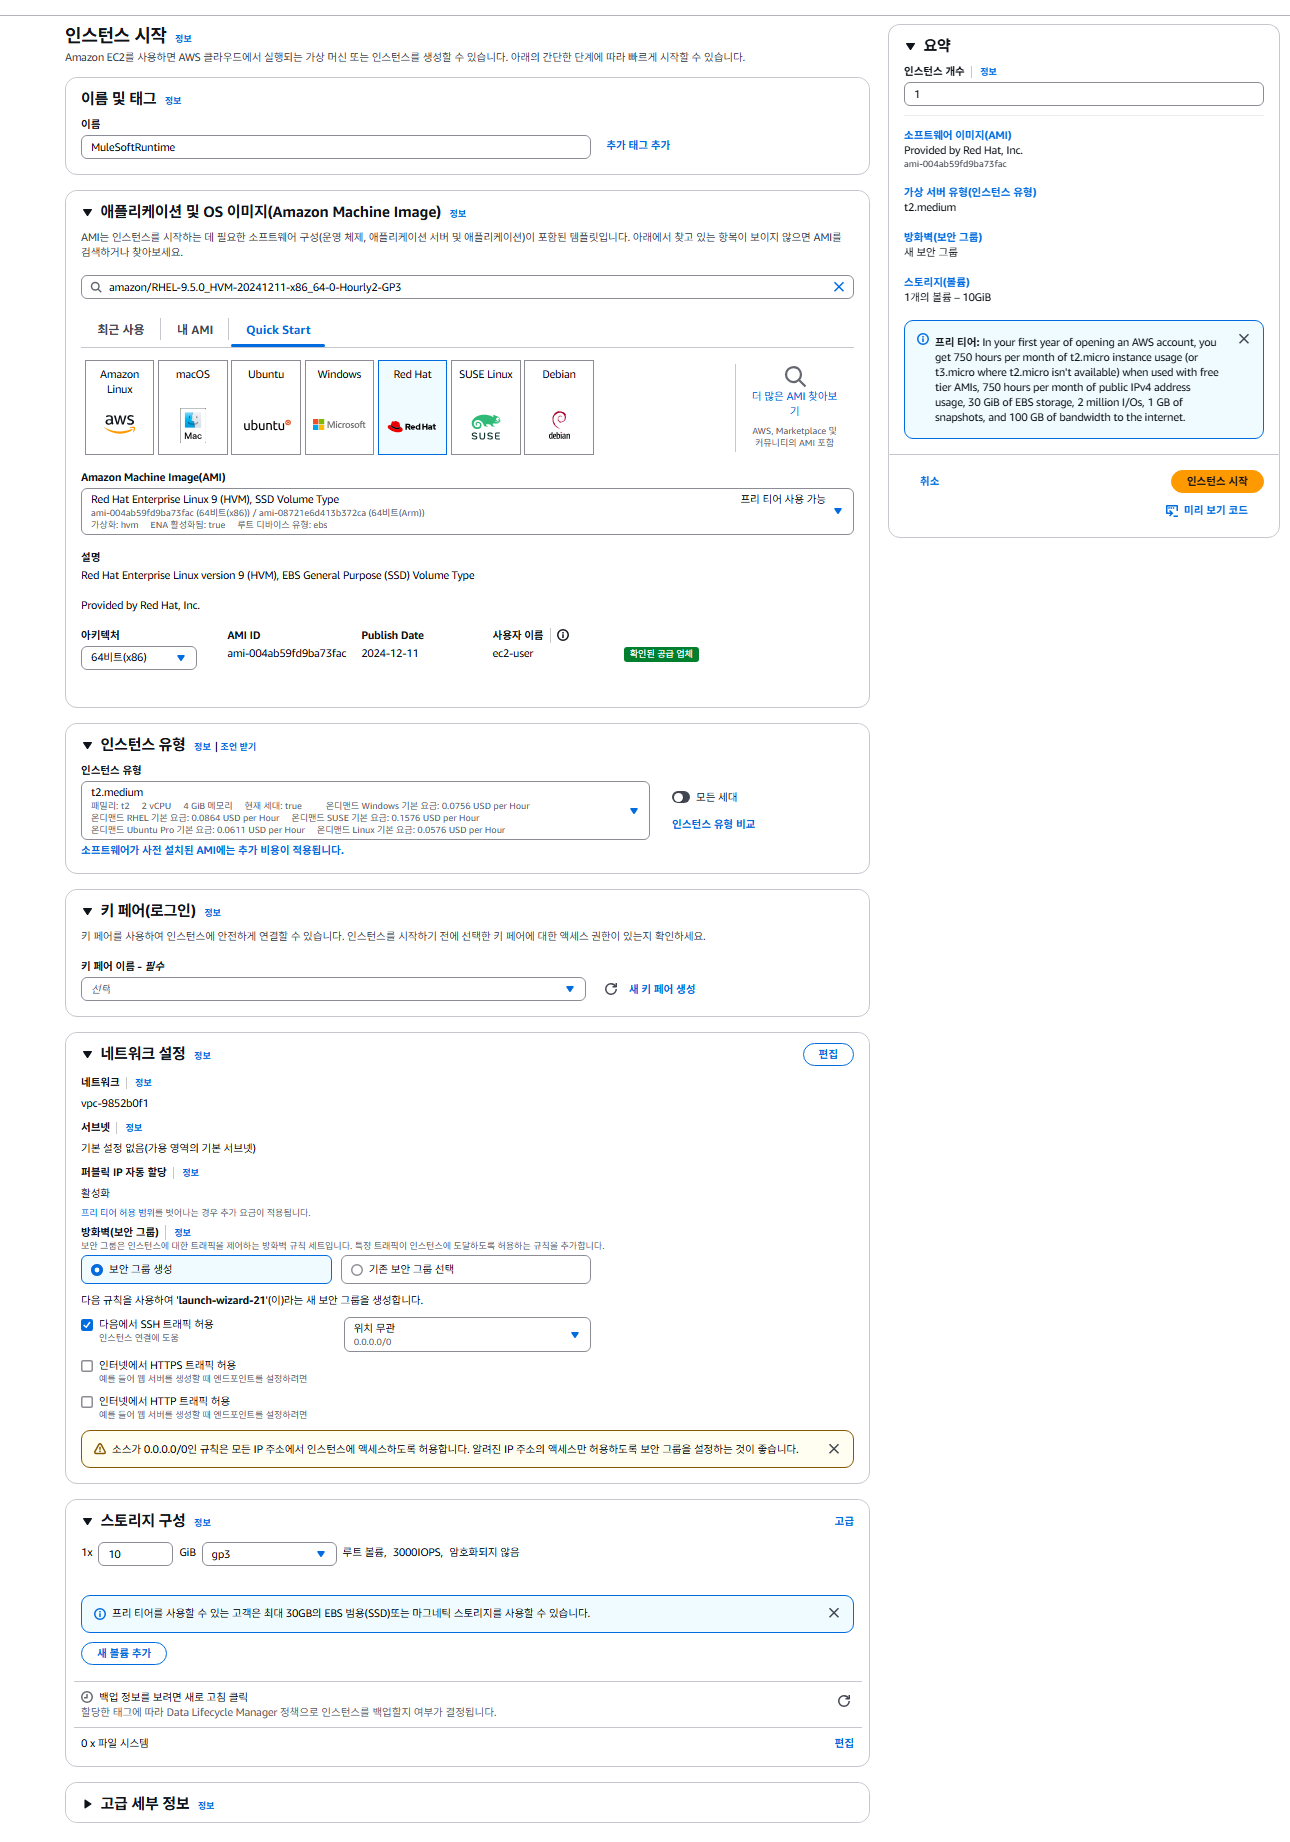 인스턴스 시작 정보
Amazon EC2를 사용하면 AWS 클라우드에서 실행되는 가상 머신 또는 인스턴스를 생성할 수 있습니다. 아래의 간단한 단계에 따라 빠르게 시작할 수 있습니다.
이름 및 태그 정보
이름
MuleSoftRuntime
추가 태그 추가
애플리케이션 및 OS 이미지(Amazon Machine Image) 정보
AMI는 인스턴스를 시작하는 데 필요한 소프트웨어 구성(운영 체제, 애플리케이션 서버 및 애플리케이션)이 포함된 템플릿입니다. 아래에서 찾고 있는 항목이 보이지 않으면 AMI를
검색하거나 찾아보세요.
amazon/RHEL-9.5.0_HVM-20241211-x86_64-0-Hourly2-GP3
최근 사용 내 AMI Quick Start
Amazon
Linux
aws
macOS
Mac
Ubuntu
ubuntu
Windows
Microsoft
Red Hat
Red Hat
SUSE Linux
SUSE
Debian
debian
더 많은 AMI 찾아보
기
AWS, Marketplace 및
커뮤니티의 AMI 포함
Amazon Machine Image(AMI)
Red Hat Enterprise Linux 9 (HVM), SSD Volume Type
프리 티어 사용 가능
ami-004ab59fd9ba73fac (64비트(x86)) / ami-08721e6d413b372ca (64비트(Arm))
가상화: hvm ENA 활성화됨: true 루트 디바이스 유형: ebs
설명
Red Hat Enterprise Linux version 9 (HVM), EBS General Purpose (SSD) Volume Type
Provided by Red Hat, Inc.
아키텍처 AMI ID Publish Date 사용자 이름
64비트(x86) ami-004ab59fd9ba73fac 2024-12-11 ec2-user 확인된 공급 업체
인스턴스 유형 정보 | 조언 받기
인스턴스 유형
t2.medium
패밀리: t2 2 vCPU 4 GiB 메모리 현재 세대: true 온디맨드 Windows 기본 요금: 0.0756 USD per Hour
온디맨드 RHEL 기본 요금: 0.0864 USD per Hour 온디맨드 SUSE 기본 요금: 0.1576 USD per Hour
온디맨드 Ubuntu Pro 기본 요금: 0.0611 USD per Hour 온디맨드 Linux 기본 요금: 0.0576 USD per Hour
모든 세대
인스턴스 유형 비교
소프트웨어가 사전 설치된 AMI에는 추가 비용이 적용됩니다.
키 페어(로그인) 정보
키 페어를 사용하여 인스턴스에 안전하게 연결할 수 있습니다. 인스턴스를 시작하기 전에 선택한 키 페어에 대한 액세스 권한이 있는지 확인하세요.
키 페어 이름 - 필수
선택
새 키 페어 생성
네트워크 설정 정보
편집
네트워크 정보
vpc-9852b0f1
서브넷 정보
기본 설정 없음(가용 영역의 기본 서브넷)
퍼블릭 IP 자동 할당 정보
활성화
프리 티어 허용 범위를 벗어나는 경우 추가 요금이 적용됩니다.
방화벽(보안 그룹) 정보
보안 그룹은 인스턴스에 대한 트래픽을 제어하는 방화벽 규칙 세트입니다. 특정 트래픽이 인스턴스에 도달하도록 허용하는 규칙을 추가합니다.
보안 그룹 생성 기존 보안 그룹 선택
다음 규칙을 사용하여 'launch-wizard-21'(이)라는 새 보안 그룹을 생성합니다.
다음에서 SSH 트래픽 허용
인스턴스 연결에 도움
위치 무관
0.0.0.0/0
인터넷에서 HTTPS 트래픽 허용
예를 들어 웹 서버를 생성할 때 엔드포인트를 설정하려면
인터넷에서 HTTP 트래픽 허용
예를 들어 웹 서버를 생성할 때 엔드포인트를 설정하려면
소스가 0.0.0.0/0인 규칙은 모든 IP 주소에서 인스턴스에 액세스하도록 허용합니다. 알려진 IP 주소의 액세스만 허용하도록 보안 그룹을 설정하는 것이 좋습니다.
스토리지 구성 정보
고급
1x 10 GiB gp3 루트 볼륨, 3000IOPS, 암호화되지 않음
프리 티어를 사용할 수 있는 고객은 최대 30GB의 EBS 범용(SSD)또는 마그네틱 스토리지를 사용할 수 있습니다.
새 볼륨 추가
백업 정보를 보려면 새로 고침 클릭
할당한 태그에 따라 Data Lifecycle Manager 정책으로 인스턴스를 백업할지 여부가 결정됩니다.
0 x 파일 시스템
편집
고급 세부 정보 정보
요약
인스턴스 개수 정보
1
소프트웨어 이미지(AMI)
Provided by Red Hat, Inc.
ami-004ab59fd9ba73fac
가상 서버 유형(인스턴스 유형)
t2.medium
방화벽(보안 그룹)
새 보안 그룹
스토리지(볼륨)
1개의 볼륨 – 10GiB
프리 티어: In your first year of opening an AWS account, you
get 750 hours per month of t2.micro instance usage (or
t3.micro where t2.micro isn't available) when used with free
tier AMIs, 750 hours per month of public IPv4 address
usage, 30 GiB of EBS storage, 2 million I/Os, 1 GB of
snapshots, and 100 GB of bandwidth to the internet.
취소
인스턴스 시작
미리 보기 코드